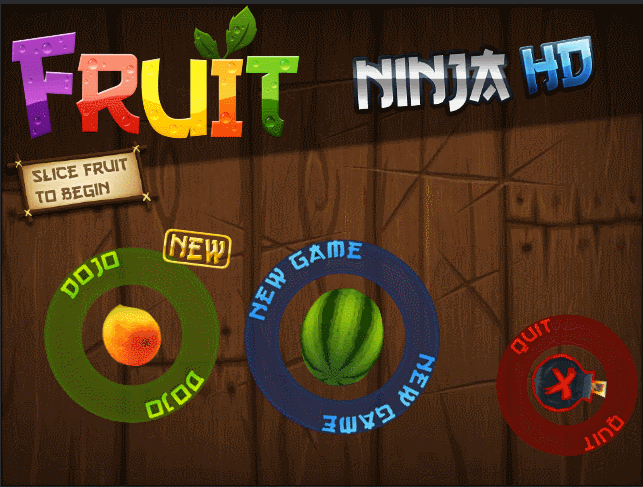 FRUIT
NINJA HD
SLICE FRUIT
TO BEGIN
NEW
DOJO
DOJO
NEW GAME
NEW GAME
QUIT
QUIT